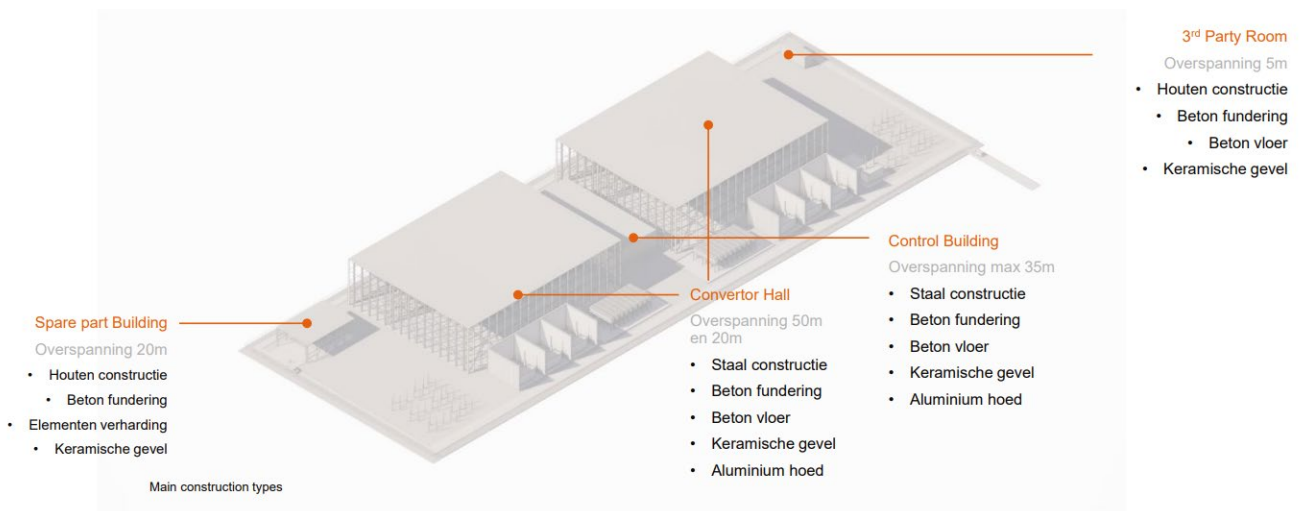 3rd Party Room
Overspanning 5m
• Houten constructie
• Beton fundering
• Beton vloer
• Keramische gevel
Control Building
Overspanning max 35m
• Staal constructie
• Beton fundering
• Beton vloer
• Keramische gevel
• Aluminium hoed
Convertor Hall
Overspanning 50m
en 20m
• Staal constructie
• Beton fundering
• Beton vloer
• Keramische gevel
• Aluminium hoed
Spare part Building
Overspanning 20m
• Houten constructie
• Beton fundering
• Elementen verharding
• Keramische gevel
Main construction types